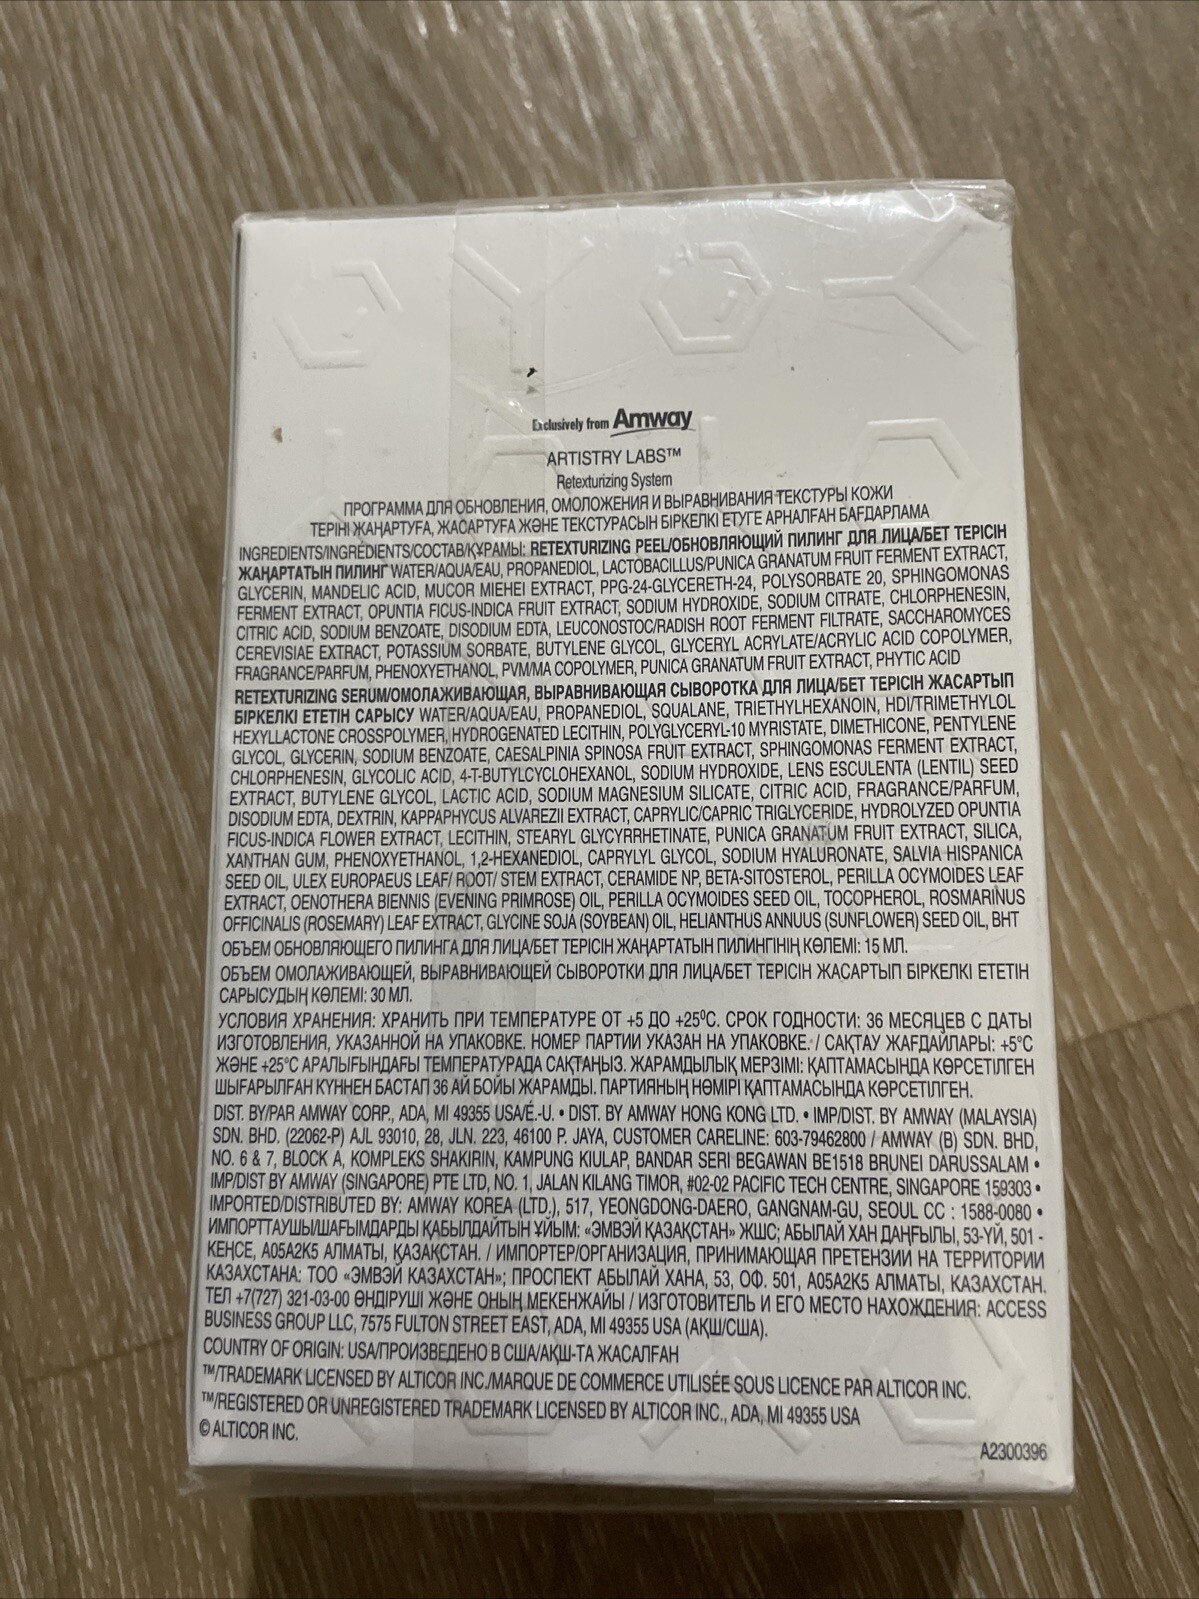 Exclusively from Amway
ARTISTRY LABS™
Retexturizing System
ПРОГРАММА ДЛЯ ОБНОВЛЕНИЯ, ОМОЛОЖЕНИЯ И ВЫРАВНИВАНИЯ ТЕКСТУРЫ КОЖИ
ТЕРІНІ ЖАҢАРТУҒА, ЖАСАРТУҒА ЖӘНЕ ТЕКСТУРАСЫН БІРКЕЛКІ ЕТУГЕ АРНАЛҒАН БАҒДАРЛАМА
INGREDIENTS/INGRÉDIENTS/СОСТАВ/ҚҰРАМЫ: RETEXTURIZING PEEL/ОБНОВЛЯЮЩИЙ ПИЛИНГ ДЛЯ ЛИЦА/БЕТ ТЕРІСІН
ЖАҢАРТАТЫН ПИЛИНГ WATER/AQUA/EAU, PROPANEDIOL, LACTOBACILLUS/PUNICA GRANATUM FRUIT FERMENT EXTRACT,
GLYCERIN, MANDELIC ACID, MUCOR MIEHEI EXTRACT, PPG-24-GLYCERETH-24, POLYSORBATE 20, SPHINGOMONAS
FERMENT EXTRACT, OPUNTIA FICUS-INDICA FRUIT EXTRACT, SODIUM HYDROXIDE, SODIUM CITRATE, CHLORPHENESIN,
CITRIC ACID, SODIUM BENZOATE, DISODIUM EDTA, LEUCONOSTOC/RADISH ROOT FERMENT FILTRATE, SACCHAROMYCES
CEREVISIAE EXTRACT, POTASSIUM SORBATE, BUTYLENE GLYCOL, GLYCERYL ACRYLATE/ACRYLIC ACID COPOLYMER,
FRAGRANCE/PARFUM, PHENOXYETHANOL, PVM/MA COPOLYMER, PUNICA GRANATUM FRUIT EXTRACT, PHYTIC ACID
RETEXTURIZING SERUM/ОМОЛАЖИВАЮЩАЯ, ВЫРАВНИВАЮЩАЯ СЫВОРОТКА ДЛЯ ЛИЦА/БЕТ ТЕРІСІН ЖАСАРТЫП
БІРКЕЛКІ ЕТЕТІН САРЫСУ WATER/AQUA/EAU, PROPANEDIOL, SQUALANE, TRIETHYLHEXANOIN, HDI/TRIMETHYLOL
HEXYLLACTONE CROSSPOLYMER, HYDROGENATED LECITHIN, POLYGLYCERYL-10 MYRISTATE, DIMETHICONE, PENTYLENE
GLYCOL, GLYCERIN, SODIUM BENZOATE, CAESALPINIA SPINOSA FRUIT EXTRACT, SPHINGOMONAS FERMENT EXTRACT,
CHLORPHENESIN, GLYCOLIC ACID, 4-T-BUTYLCYCLOHEXANOL, SODIUM HYDROXIDE, LENS ESCULENTA (LENTIL) SEED
EXTRACT, BUTYLENE GLYCOL, LACTIC ACID, SODIUM MAGNESIUM SILICATE, CITRIC ACID, FRAGRANCE/PARFUM,
DISODIUM EDTA, DEXTRIN, KAPPAPHYCUS ALVAREZII EXTRACT, CAPRYLIC/CAPRIC TRIGLYCERIDE, HYDROLYZED OPUNTIA
FICUS-INDICA FLOWER EXTRACT, LECITHIN, STEARYL GLYCYRRHETINATE, PUNICA GRANATUM FRUIT EXTRACT, SILICA,
XANTHAN GUM, PHENOXYETHANOL, 1,2-HEXANEDIOL, CAPRYLYL GLYCOL, SODIUM HYALURONATE, SALVIA HISPANICA
SEED OIL, ULEX EUROPAEUS LEAF/ ROOT/ STEM EXTRACT, CERAMIDE NP, BETA-SITOSTEROL, PERILLA OCYMOIDES LEAF
EXTRACT, OENOTHERA BIENNIS (EVENING PRIMROSE) OIL, PERILLA OCYMOIDES SEED OIL, TOCOPHEROL, ROSMARINUS
OFFICINALIS (ROSEMARY) LEAF EXTRACT, GLYCINE SOJA (SOYBEAN) OIL, HELIANTHUS ANNUUS (SUNFLOWER) SEED OIL, BHT
ОБЪЕМ ОБНОВЛЯЮЩЕГО ПИЛИНГА ДЛЯ ЛИЦА/БЕТ ТЕРІСІН ЖАҢАРТАТЫН ПИЛИНГІНІҢ КӨЛЕМІ: 15 МЛ.
ОБЪЕМ ОМОЛАЖИВАЮЩЕЙ, ВЫРАВНИВАЮЩЕЙ СЫВОРОТКИ ДЛЯ ЛИЦА/БЕТ ТЕРІСІН ЖАСАРТЫП БІРКЕЛКІ ЕТЕТІН
САРЫСУДЫҢ КӨЛЕМІ: 30 МЛ.
УСЛОВИЯ ХРАНЕНИЯ: ХРАНИТЬ ПРИ ТЕМПЕРАТУРЕ ОТ +5 ДО +25⁰С. СРОК ГОДНОСТИ: 36 МЕСЯЦЕВ С ДАТЫ
ИЗГОТОВЛЕНИЯ, УКАЗАННОЙ НА УПАКОВКЕ. НОМЕР ПАРТИИ УКАЗАН НА УПАКОВКЕ. / САҚТАУ ЖАҒДАЙЛАРЫ: +5°С
ЖӘНЕ +25°С АРАЛЫҒЫНДАҒЫ ТЕМПЕРАТУРАДА САҚТАҢЫЗ. ЖАРАМДЫЛЫҚ МЕРЗІМІ: ҚАПТАМАСЫНДА КӨРСЕТІЛГЕН
ШЫҒАРЫЛҒАН КҮННЕН БАСТАП 36 АЙ БОЙЫ ЖАРАМДЫ. ПАРТИЯНЫҢ НӨМІРІ ҚАПТАМАСЫНДА КӨРСЕТІЛГЕН.
DIST. BY/PAR AMWAY CORP., ADA, MI 49355 USA/É.-U. • DIST. BY AMWAY HONG KONG LTD. • IMP/DIST. BY AMWAY (MALAYSIA)
SDN. BHD. (22062-P) AJL 93010, 28, JLN. 223, 46100 P. JAYA, CUSTOMER CARELINE: 603-79462800 / AMWAY (B) SDN. BHD,
NO. 6 & 7, BLOCK A, KOMPLEKS SHAKIRIN, KAMPUNG KIULAP, BANDAR SERI BEGAWAN BE1518 BRUNEI DARUSSALAM •
IMP/DIST BY AMWAY (SINGAPORE) PTE LTD, NO. 1, JALAN KILANG TIMOR, #02-02 PACIFIC TECH CENTRE, SINGAPORE 159303 •
IMPORTED/DISTRIBUTED BY: AMWAY KOREA (LTD.), 517, YEONGDONG-DAERO, GANGNAM-GU, SEOUL CC : 1588-0080 •
ИМПОРТТАУШЫ/ШАҒЫМДАРДЫ ҚАБЫЛДАЙТЫН ҰЙЫМ: «ЭМВЭЙ ҚАЗАҚСТАН» ЖШС; АБЫЛАЙ ХАН ДАҢҒЫЛЫ, 53-ҮЙ, 501 -
КЕҢСЕ, A05A2K5 АЛМАТЫ, ҚАЗАҚСТАН. / ИМПОРТЕР/ОРГАНИЗАЦИЯ, ПРИНИМАЮЩАЯ ПРЕТЕНЗИИ НА ТЕРРИТОРИИ
КАЗАХСТАНА: ТОО «ЭМВЭЙ КАЗАХСТАН»; ПРОСПЕКТ АБЫЛАЙ ХАНА, 53, ОФ. 501, A05A2K5 АЛМАТЫ, КАЗАХСТАН.
ТЕЛ +7(727) 321-03-00 ӨНДІРУШІ ЖӘНЕ ОНЫҢ МЕКЕНЖАЙЫ / ИЗГОТОВИТЕЛЬ И ЕГО МЕСТО НАХОЖДЕНИЯ: ACCESS
BUSINESS GROUP LLC, 7575 FULTON STREET EAST, ADA, MI 49355 USA (АҚШ/США).
COUNTRY OF ORIGIN: USA/ПРОИЗВЕДЕНО В США/АҚШ-ТА ЖАСАЛҒАН
™/TRADEMARK LICENSED BY ALTICOR INC./MARQUE DE COMMERCE UTILISÉE SOUS LICENCE PAR ALTICOR INC.
™/REGISTERED OR UNREGISTERED TRADEMARK LICENSED BY ALTICOR INC., ADA, MI 49355 USA
© ALTICOR INC.
A2300396